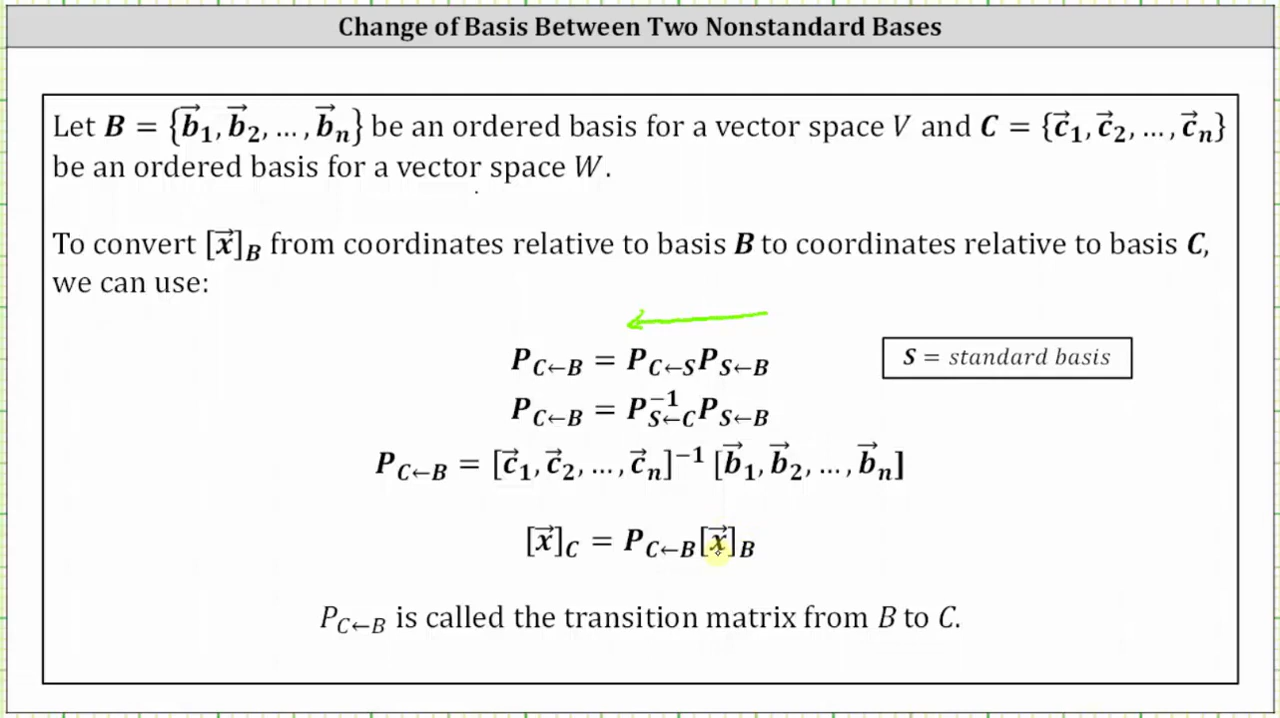 Change of Basis Between Two Nonstandard Bases
Let B = {b⃗₁, b⃗₂, …, b⃗ₙ} be an ordered basis for a vector space V and C = {c⃗₁, c⃗₂, …, c⃗ₙ}
be an ordered basis for a vector space W.
To convert [x⃗]_B from coordinates relative to basis B to coordinates relative to basis C,
we can use:
P_{C←B} = P_{C←S}P_{S←B}
S = standard basis
P_{C←B} = P_{S←C}^{−1}P_{S←B}
P_{C←B} = [c⃗₁, c⃗₂, …, c⃗ₙ]⁻¹ [b⃗₁, b⃗₂, …, b⃗ₙ]
[x⃗]_C = P_{C←B}[x⃗]_B
P_{C←B} is called the transition matrix from B to C.